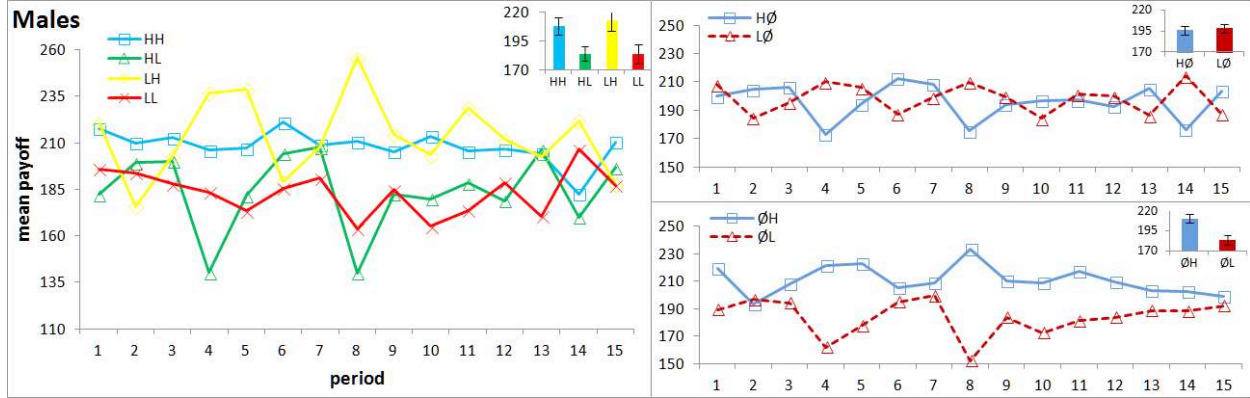 Males
mean payoff
260
235
210
185
160
135
110
HH
HL
LH
LL
220
195
170
HH HL LH LL
1 2 3 4 5 6 7 8 9 10 11 12 13 14 15
period
250
230
210
190
170
150
HØ
LØ
220
195
170
HØ LØ
1 2 3 4 5 6 7 8 9 10 11 12 13 14 15
250
230
210
190
170
150
ØH
ØL
220
195
170
ØH ØL
1 2 3 4 5 6 7 8 9 10 11 12 13 14 15